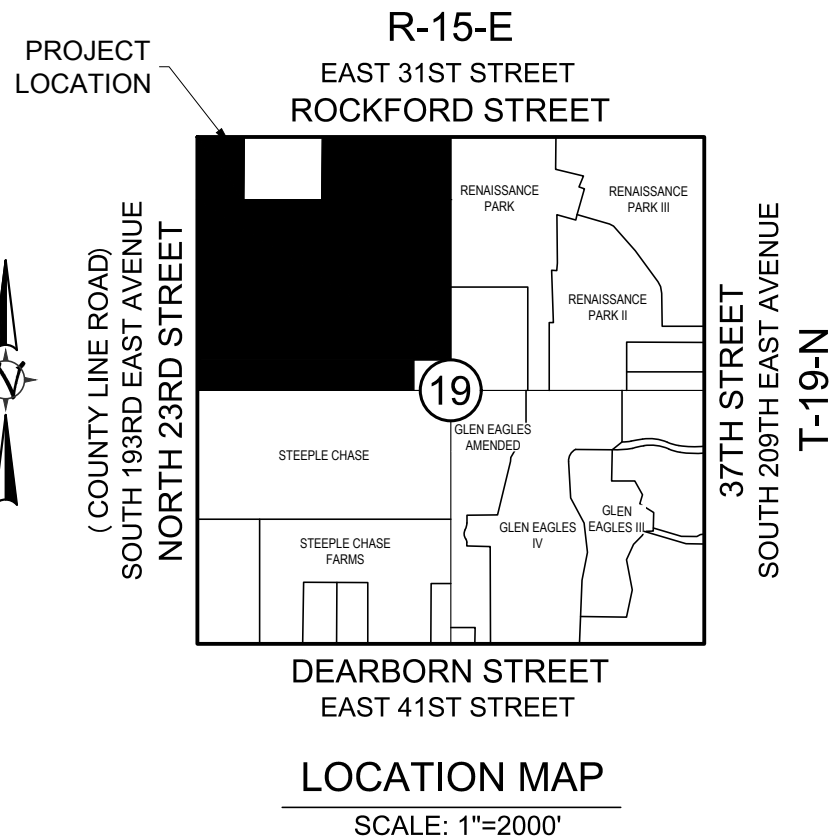 R-15-E
PROJECT
LOCATION
EAST 31ST STREET
ROCKFORD STREET
(COUNTY LINE ROAD)
SOUTH 193RD EAST AVENUE
NORTH 23RD STREET
RENAISSANCE
PARK
RENAISSANCE
PARK III
RENAISSANCE
PARK II
19
STEEPLE CHASE
GLEN EAGLES
AMENDED
GLEN EAGLES
IV
GLEN
EAGLES III
STEEPLE CHASE
FARMS
37TH STREET
SOUTH 209TH EAST AVENUE
T-19-N
N
DEARBORN STREET
EAST 41ST STREET
LOCATION MAP
SCALE: 1"=2000'